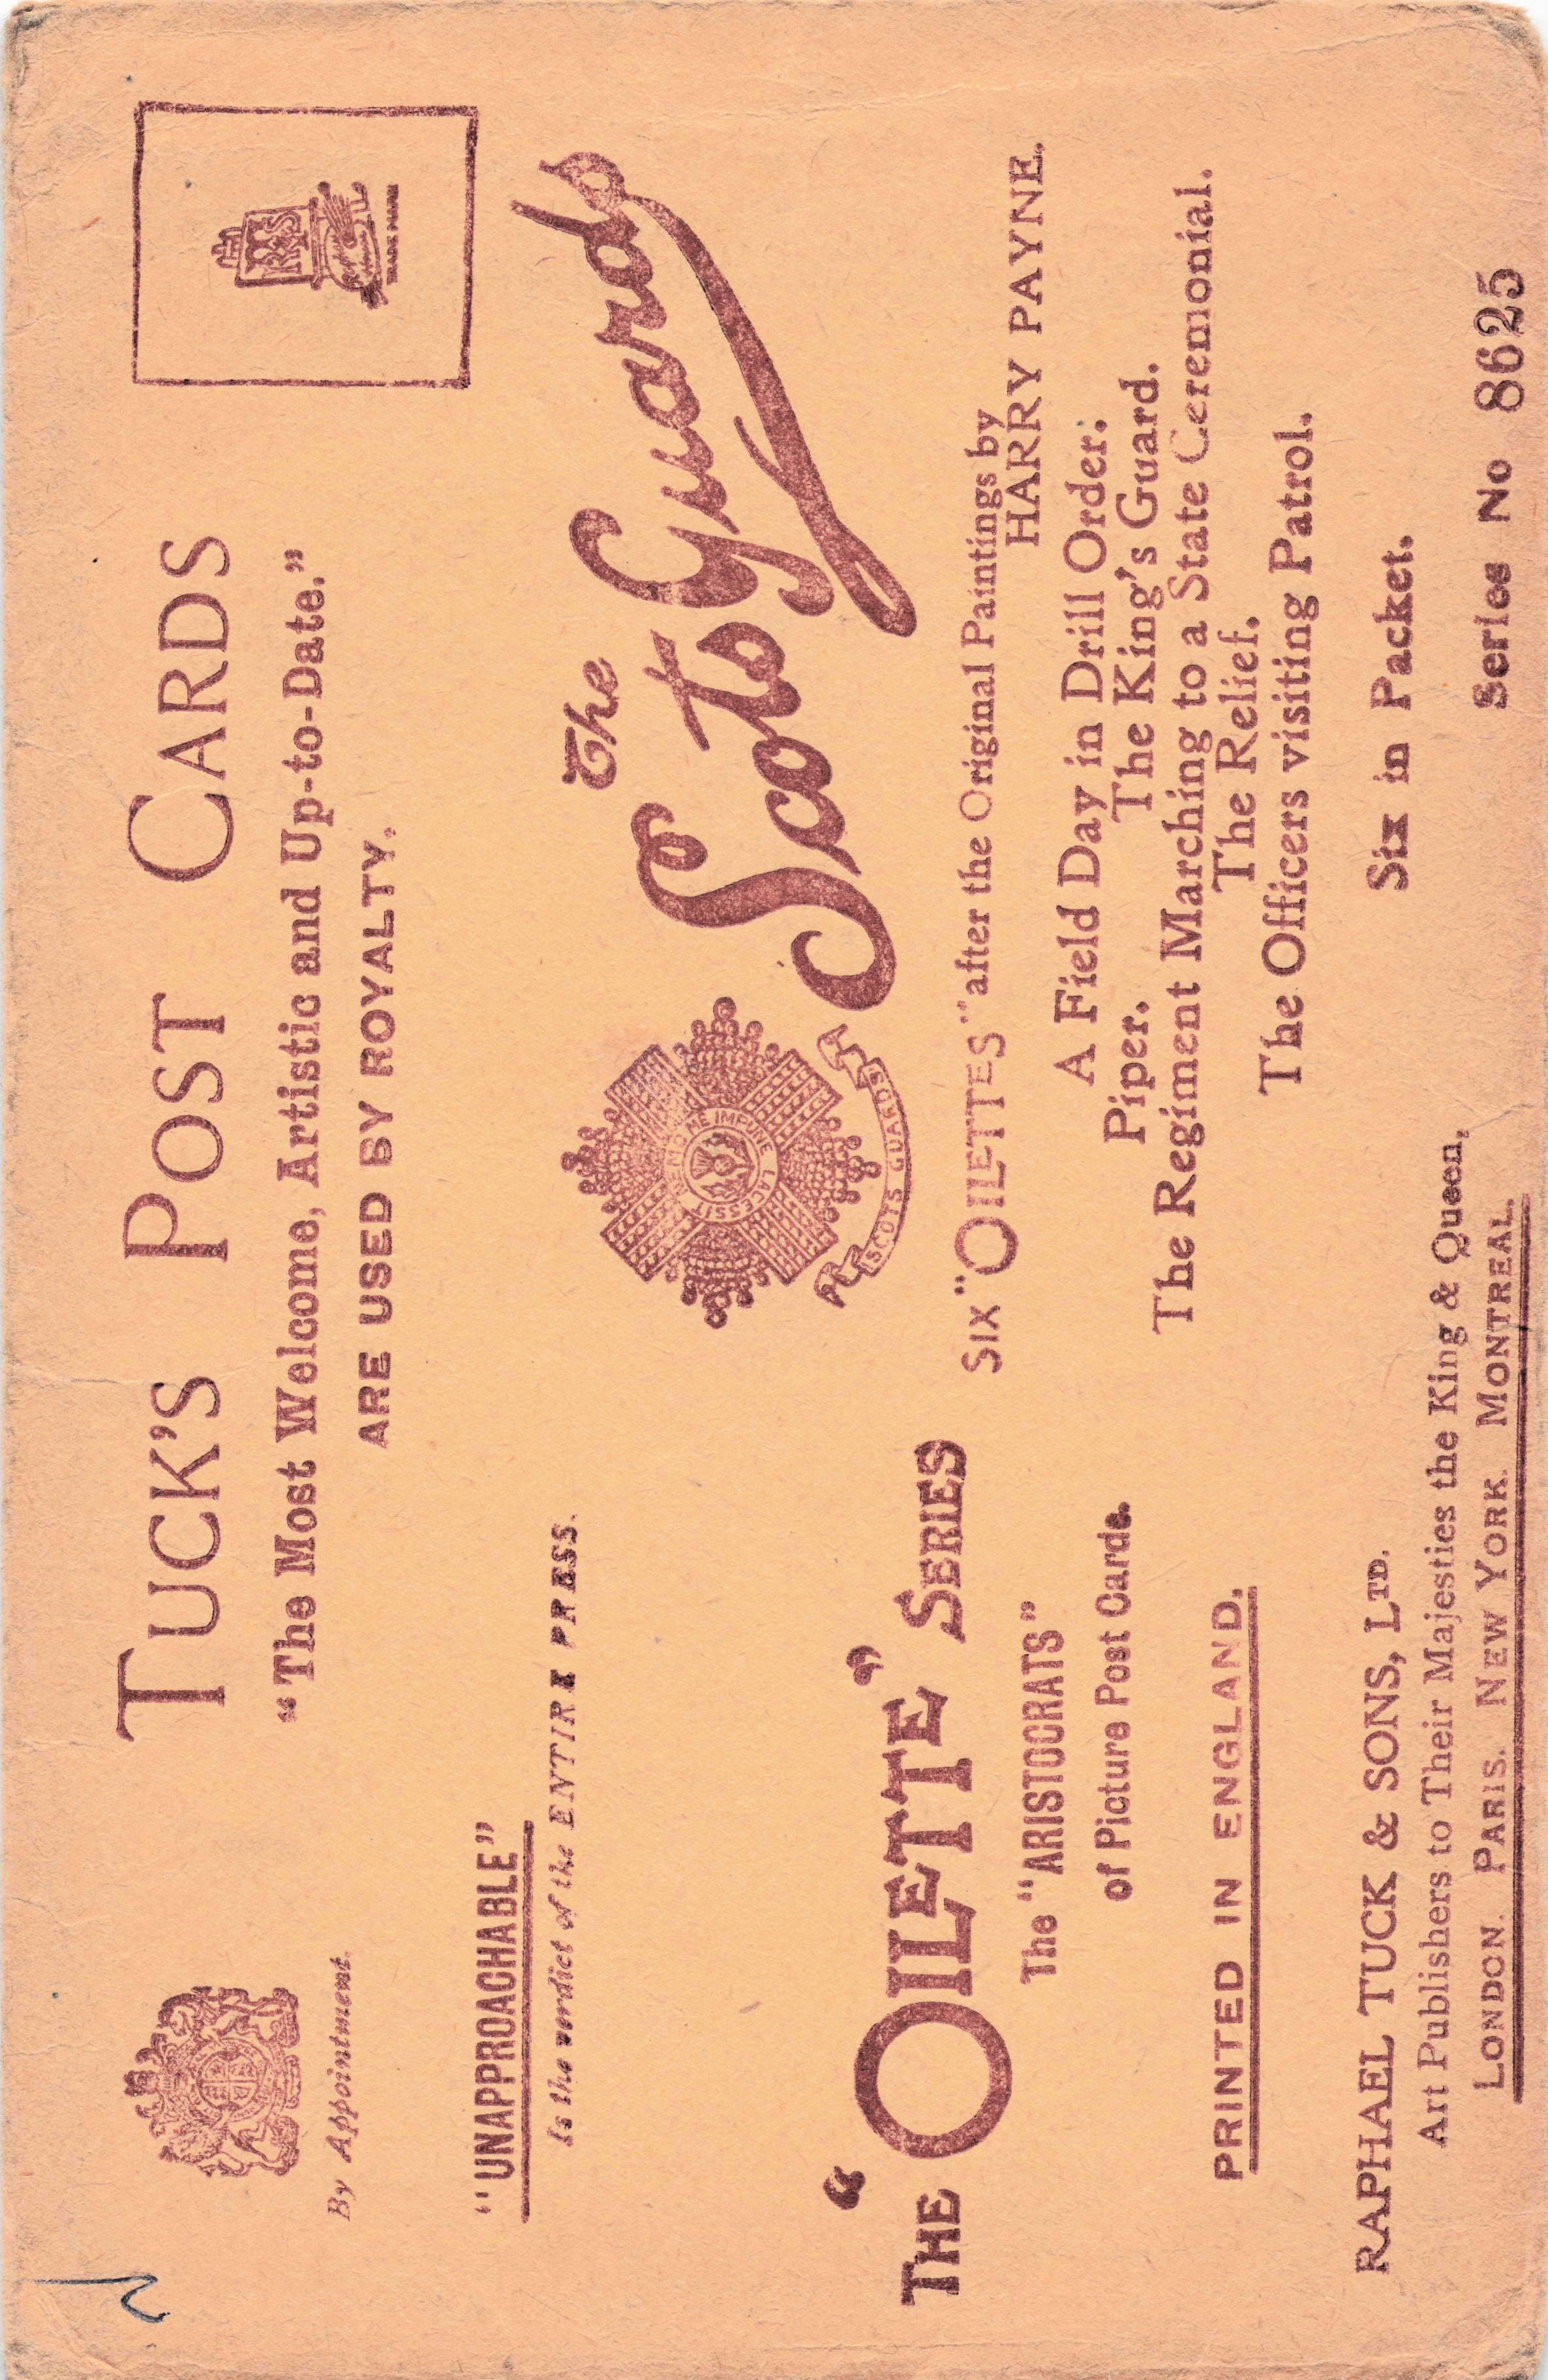 TUCK'S POST CARDS
"The Most Welcome, Artistic and Up-to-Date."
ARE USED BY ROYALTY.
By Appointment.
TRADE MARK
"UNAPPROACHABLE"
Is the verdict of the ENTIRE PRESS.
The
Scots Guards
NEMO ME IMPUNE LACESSIT
SCOTS GUARDS
THE "OILETTE" SERIES
The "ARISTOCRATS"
of Picture Post Cards.
PRINTED IN ENGLAND.
SIX "OILETTES" after the Original Paintings by
HARRY PAYNE.
A Field Day in Drill Order.
Piper. The King's Guard.
The Regiment Marching to a State Ceremonial.
The Relief.
The Officers visiting Patrol.
Six in Packet.
RAPHAEL TUCK & SONS, LTD.
Art Publishers to Their Majesties the King & Queen,
LONDON. PARIS. NEW YORK. MONTREAL.
Series No 8625